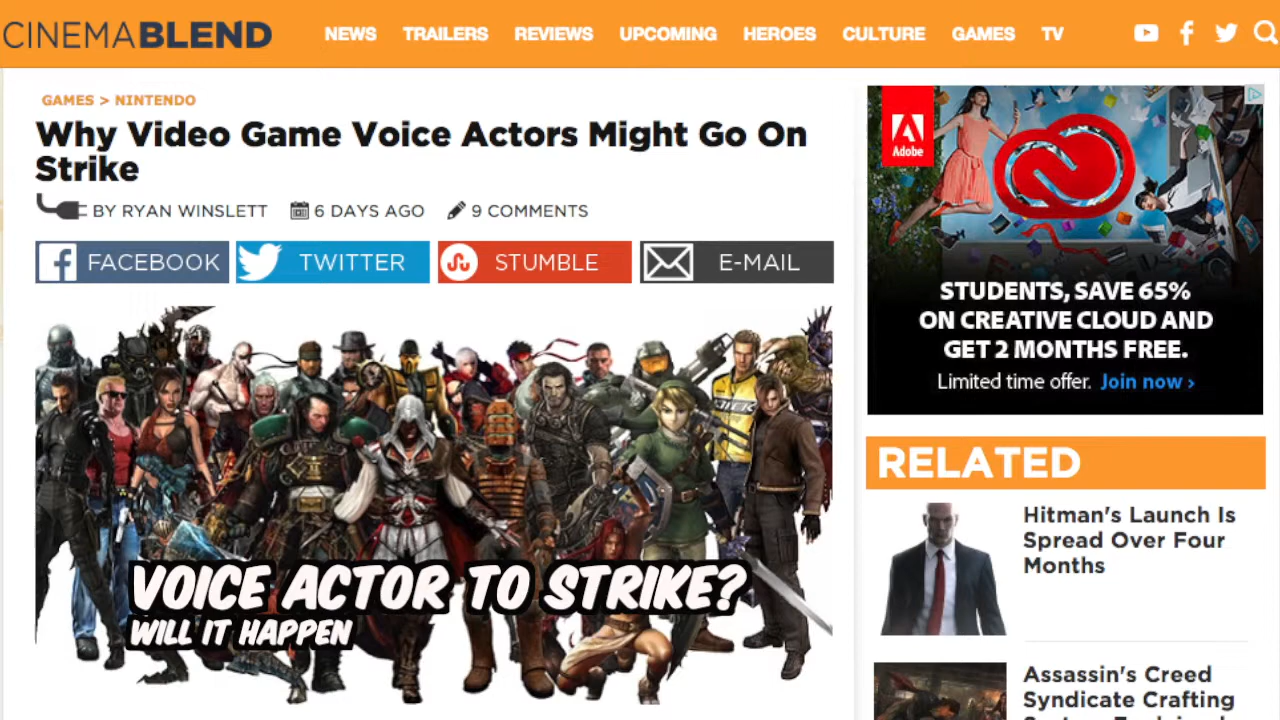 CINEMABLEND
NEWS TRAILERS REVIEWS UPCOMING HEROES CULTURE GAMES TV
GAMES > NINTENDO
Why Video Game Voice Actors Might Go On
Strike
BY RYAN WINSLETT 6 DAYS AGO 9 COMMENTS
FACEBOOK TWITTER STUMBLE E-MAIL
VOICE ACTOR TO STRIKE?
WILL IT HAPPEN
Adobe
STUDENTS, SAVE 65%
ON CREATIVE CLOUD AND
GET 2 MONTHS FREE.
Limited time offer. Join now ›
RELATED
Hitman's Launch Is
Spread Over Four
Months
Assassin's Creed
Syndicate Crafting